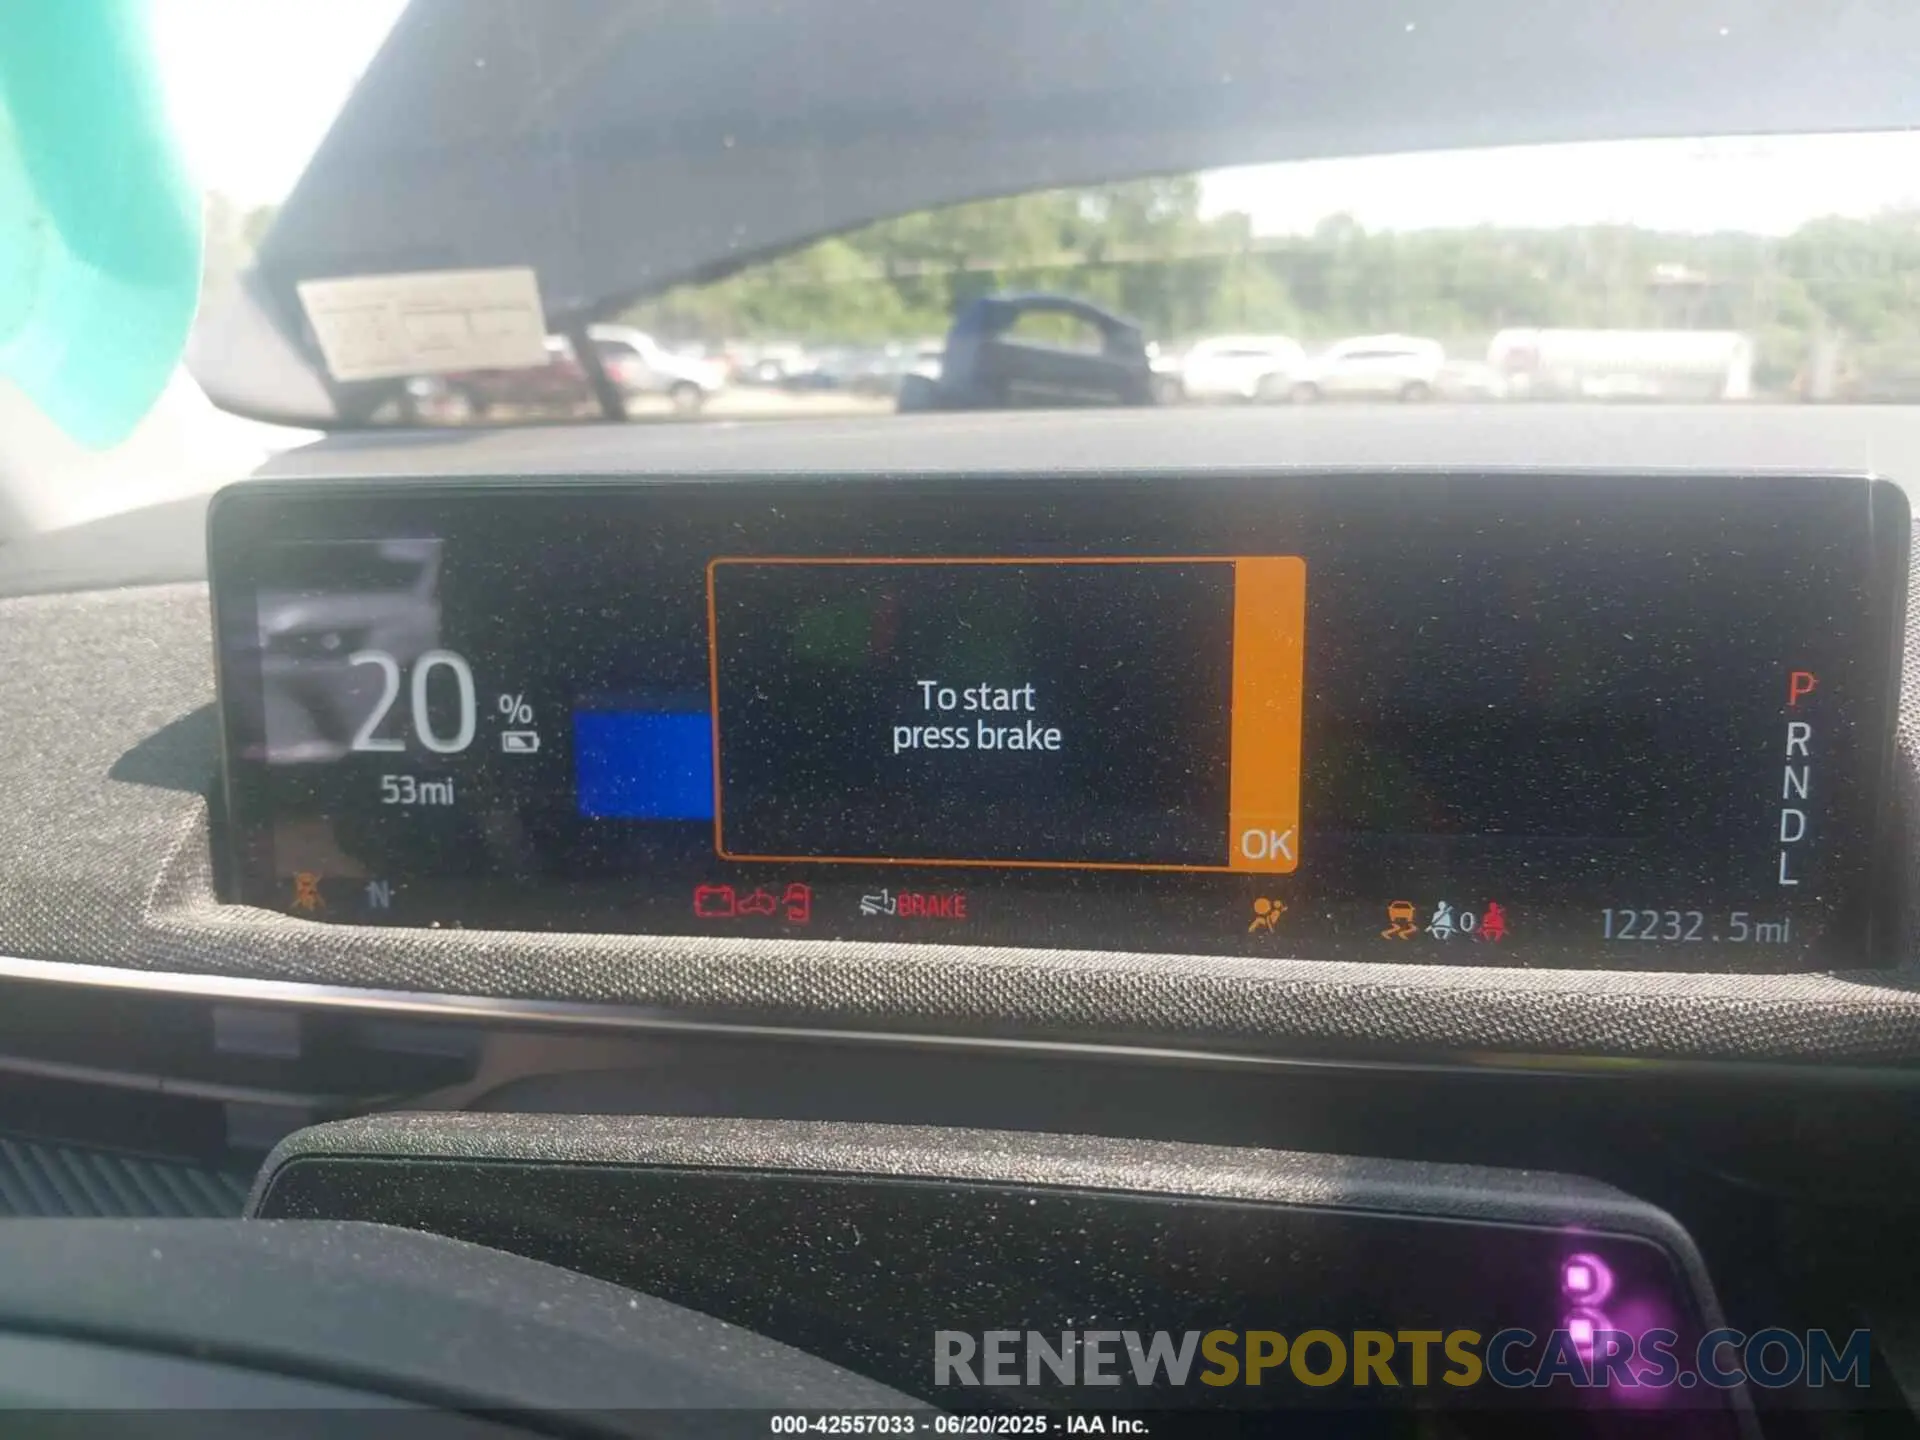 20 %
53mi
To start
press brake
OK
P
R
N
D
L
N
BRAKE
0
12232.5mi
RENEWSPORTSCARS.COM
000-42557033 - 06/20/2025 - IAA Inc.